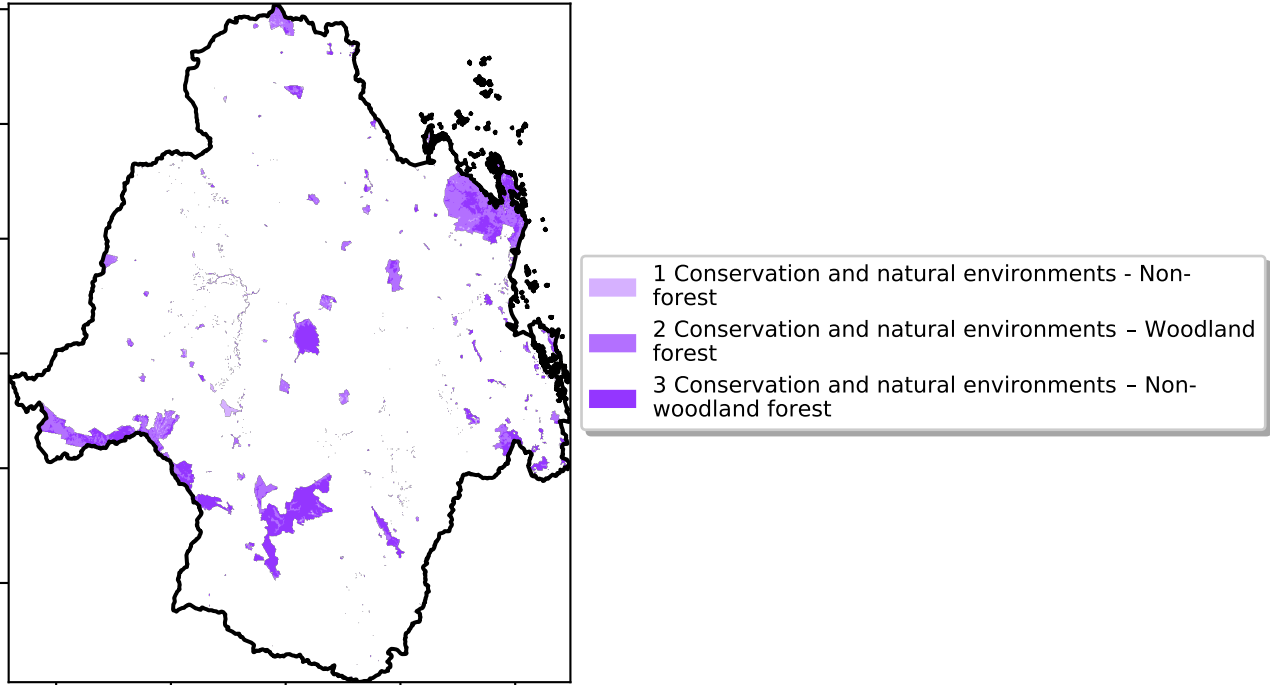 1 Conservation and natural environments - Non-
forest
2 Conservation and natural environments – Woodland
forest
3 Conservation and natural environments – Non-
woodland forest